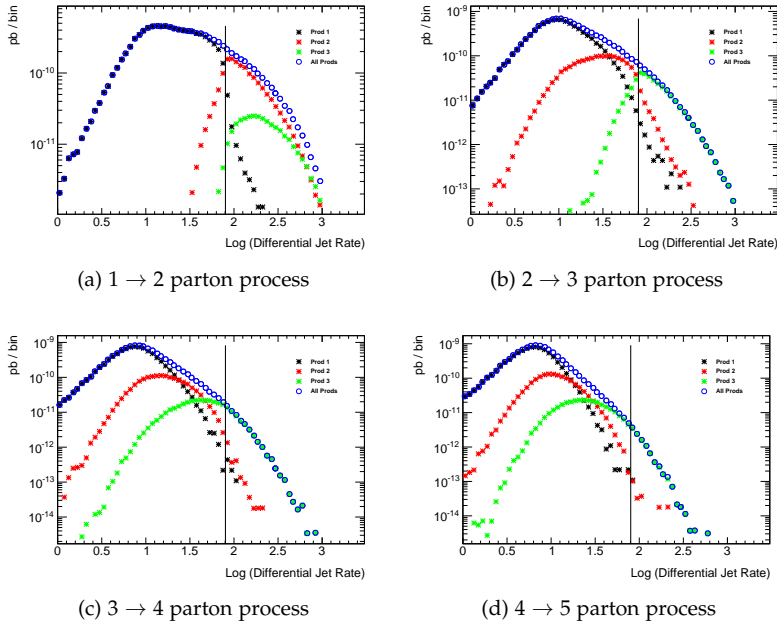 pb / bin
10⁻¹⁰
10⁻¹¹
Prod 1
Prod 2
Prod 3
All Prods
0 0.5 1 1.5 2 2.5 3
Log (Differential Jet Rate)
(a) 1 → 2 parton process
pb / bin
10⁻⁹
10⁻¹⁰
10⁻¹¹
10⁻¹²
10⁻¹³
Prod 1
Prod 2
Prod 3
All Prods
0 0.5 1 1.5 2 2.5 3
Log (Differential Jet Rate)
(b) 2 → 3 parton process
pb / bin
10⁻⁹
10⁻¹⁰
10⁻¹¹
10⁻¹²
10⁻¹³
10⁻¹⁴
Prod 1
Prod 2
Prod 3
All Prods
0 0.5 1 1.5 2 2.5 3
Log (Differential Jet Rate)
(c) 3 → 4 parton process
pb / bin
10⁻⁹
10⁻¹⁰
10⁻¹¹
10⁻¹²
10⁻¹³
10⁻¹⁴
Prod 1
Prod 2
Prod 3
All Prods
0 0.5 1 1.5 2 2.5 3
Log (Differential Jet Rate)
(d) 4 → 5 parton process